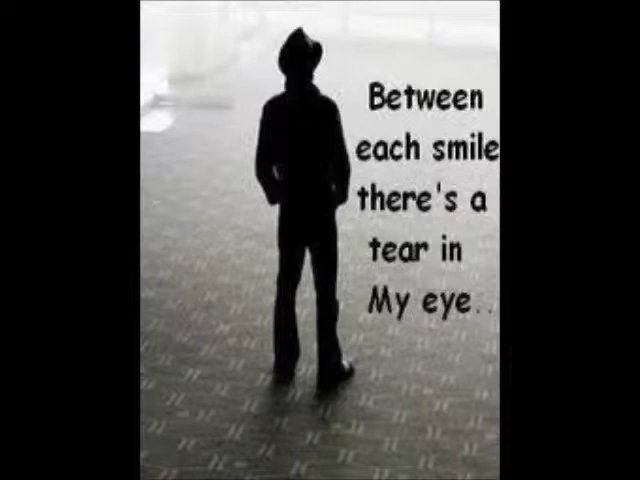 Between
each smile
there's a
tear in
My eye..